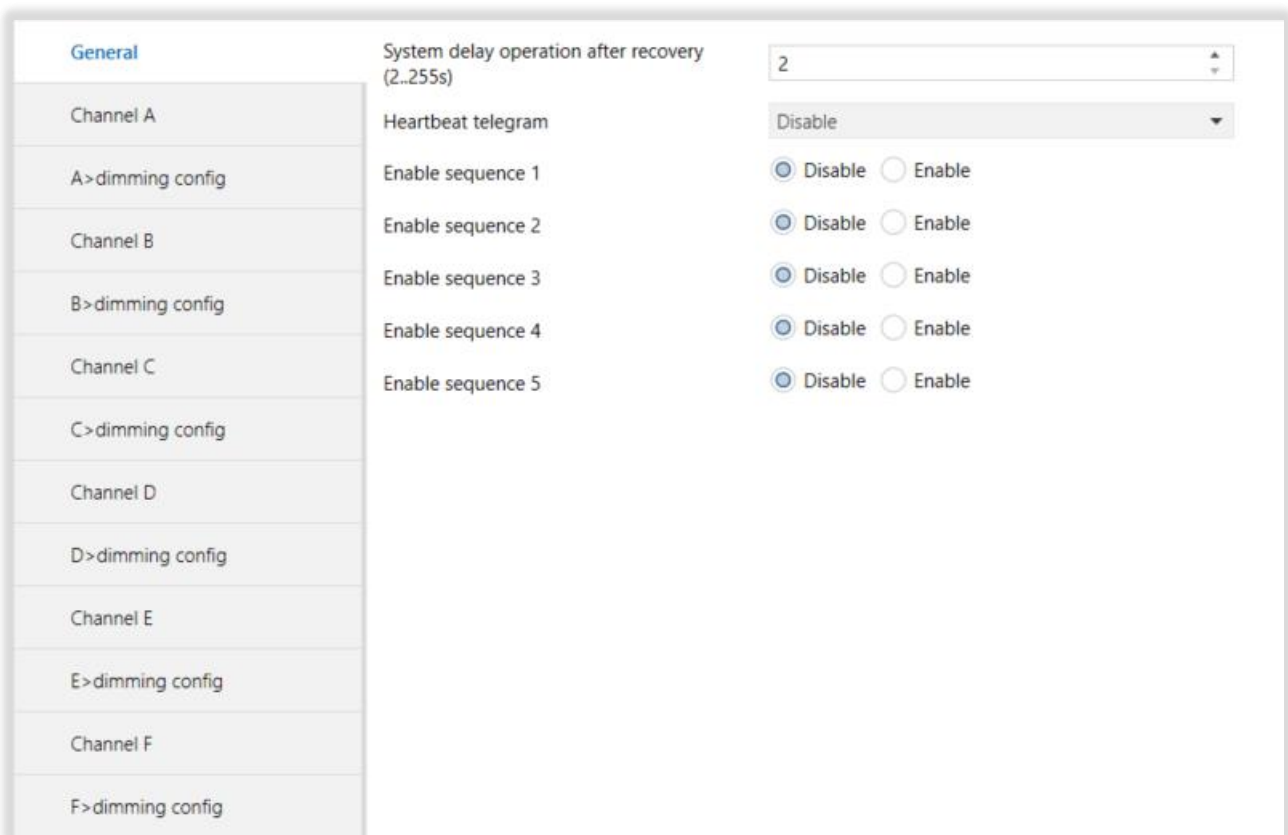 General
Channel A
A>dimming config
Channel B
B>dimming config
Channel C
C>dimming config
Channel D
D>dimming config
Channel E
E>dimming config
Channel F
F>dimming config
System delay operation after recovery
(2..255s)
2
Heartbeat telegram
Disable
Enable sequence 1
Disable Enable
Enable sequence 2
Disable Enable
Enable sequence 3
Disable Enable
Enable sequence 4
Disable Enable
Enable sequence 5
Disable Enable